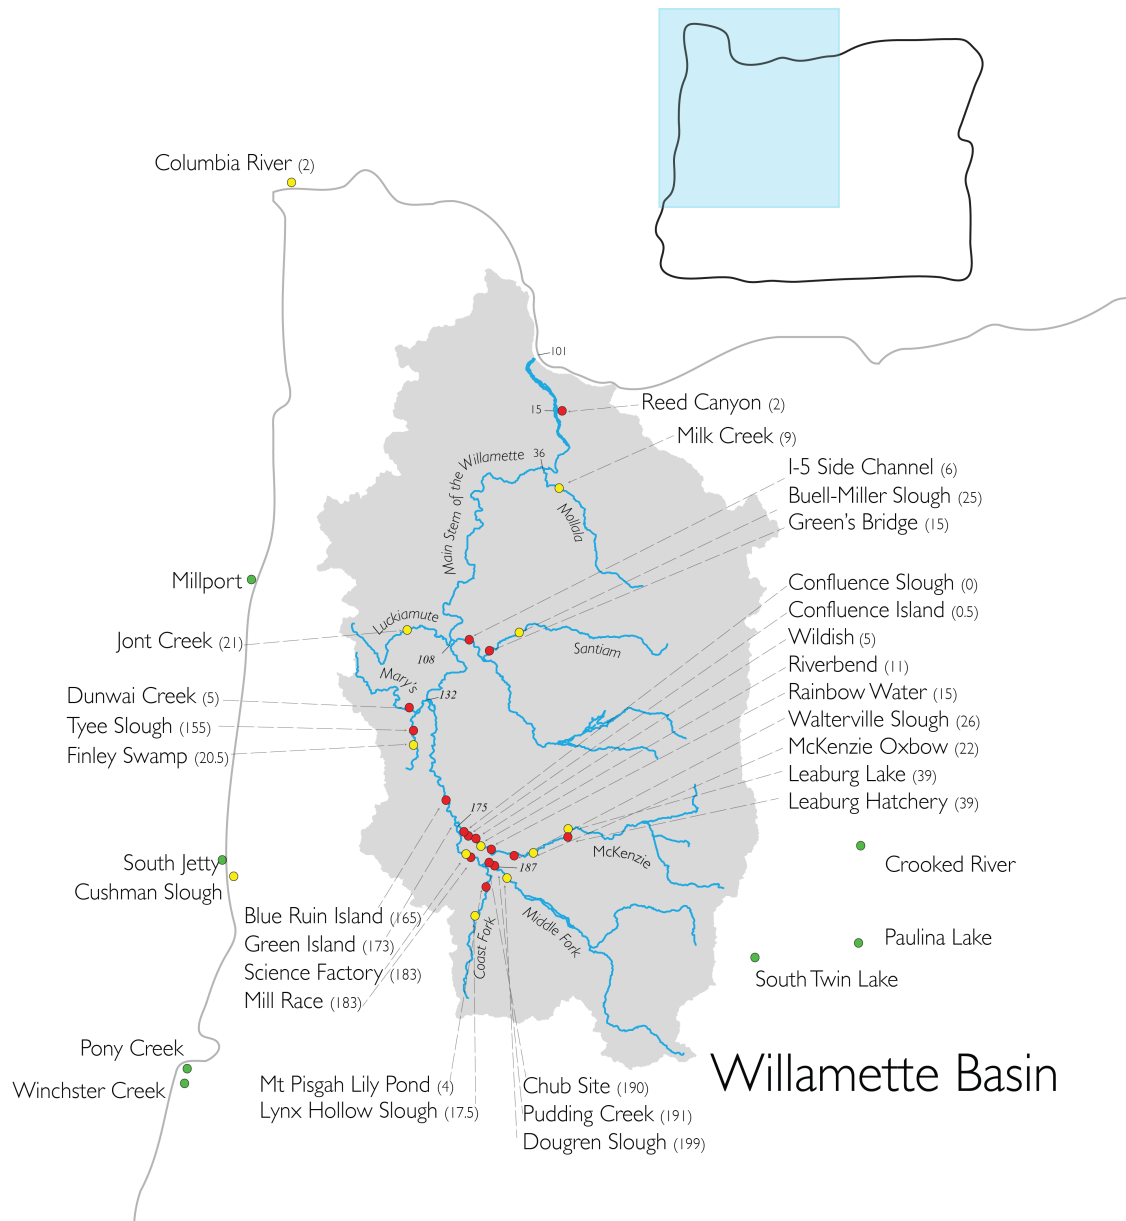 Columbia River (2)
101
15
Reed Canyon (2)
Milk Creek (9)
Main Stem of the Willamette
36
I-5 Side Channel (6)
Buell-Miller Slough (25)
Green's Bridge (15)
Mollala
Millport
Confluence Slough (0)
Confluence Island (0.5)
Wildish (5)
Riverbend (11)
Rainbow Water (15)
Walterville Slough (26)
McKenzie Oxbow (22)
Leaburg Lake (39)
Leaburg Hatchery (39)
Luckiamute
Jont Creek (21)
108
Santiam
Mary's
132
Dunwai Creek (5)
Tyee Slough (155)
Finley Swamp (20.5)
175
McKenzie
187
South Jetty
Cushman Slough
Crooked River
Blue Ruin Island (165)
Green Island (173)
Science Factory (183)
Mill Race (183)
Coast Fork
Middle Fork
Paulina Lake
South Twin Lake
Pony Creek
Winchster Creek
Willamette Basin
Mt Pisgah Lily Pond (4)
Lynx Hollow Slough (17.5)
Chub Site (190)
Pudding Creek (191)
Dougren Slough (199)